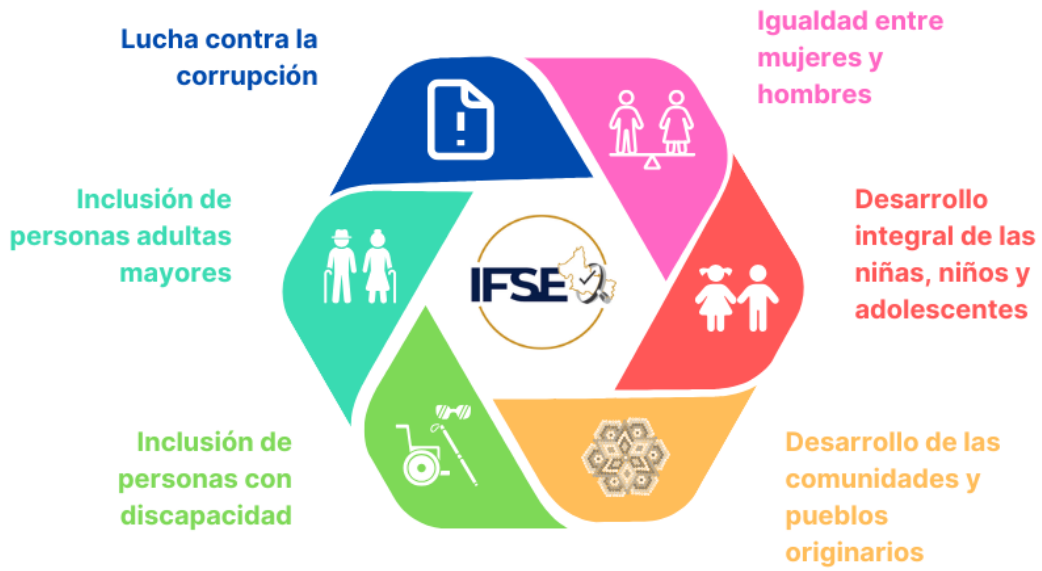 Lucha contra la
corrupción
Igualdad entre
mujeres y
hombres
Inclusión de
personas adultas
mayores
Desarrollo
integral de las
niñas, niños y
adolescentes
IFSE
Inclusión de
personas con
discapacidad
Desarrollo de las
comunidades y
pueblos
originarios